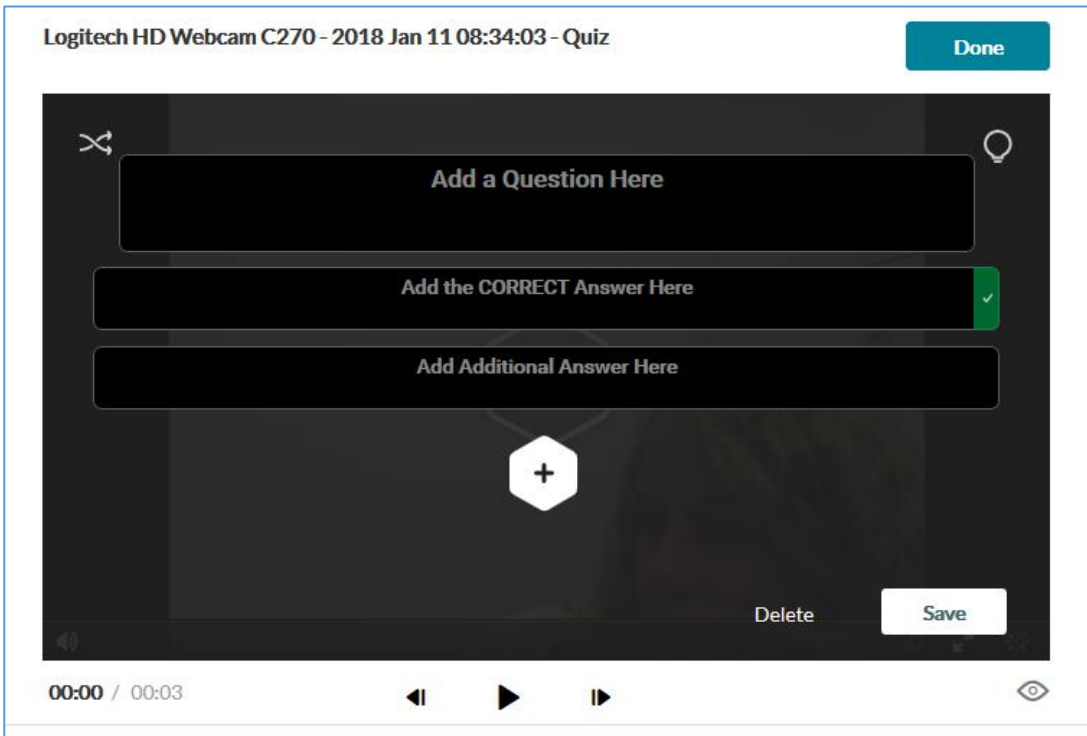 Logitech HD Webcam C270 - 2018 Jan 11 08:34:03 - Quiz
Done
Add a Question Here
Add the CORRECT Answer Here
Add Additional Answer Here
Delete
Save
00:00 / 00:03